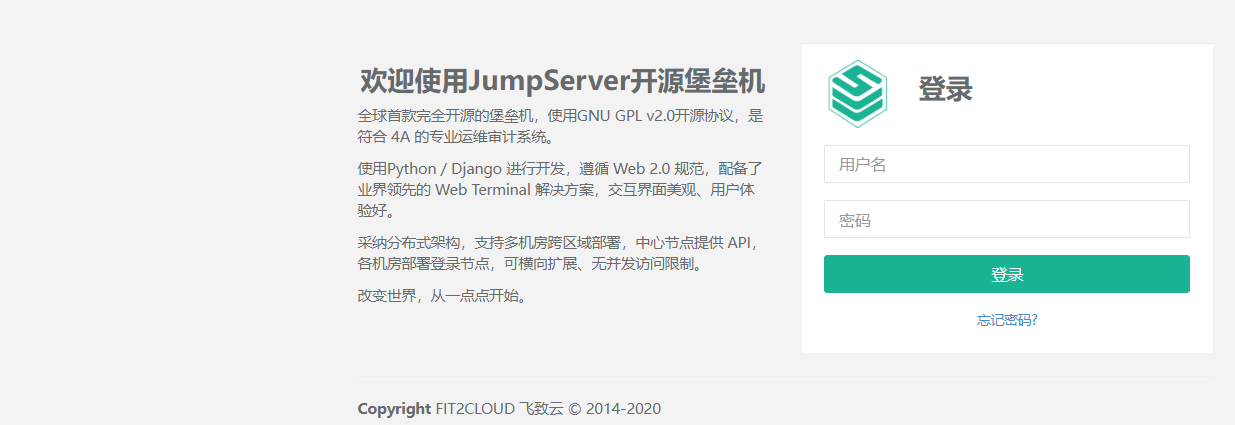 欢迎使用JumpServer开源堡垒机
全球首款完全开源的堡垒机，使用GNU GPL v2.0开源协议，是
符合 4A 的专业运维审计系统。
使用Python / Django 进行开发，遵循 Web 2.0 规范，配备了
业界领先的 Web Terminal 解决方案，交互界面美观、用户体
验好。
采纳分布式架构，支持多机房跨区域部署，中心节点提供 API，
各机房部署登录节点，可横向扩展、无并发访问限制。
改变世界，从一点点开始。
登录
用户名
密码
登录
忘记密码?
Copyright FIT2CLOUD 飞致云 © 2014-2020